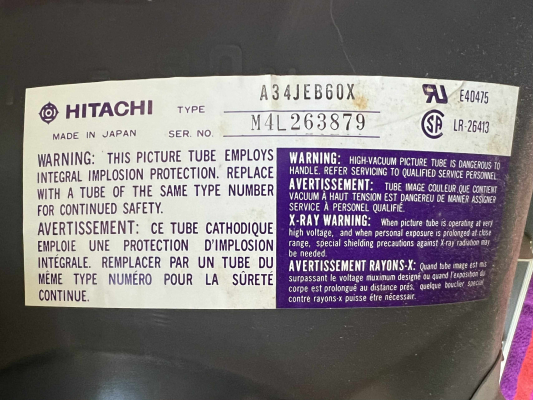 HITACHI TYPE A34JEB60X UL E40475
MADE IN JAPAN SER. NO. M4L263879 SA LR-26413
WARNING: THIS PICTURE TUBE EMPLOYS
INTEGRAL IMPLOSION PROTECTION. REPLACE
WITH A TUBE OF THE SAME TYPE NUMBER
FOR CONTINUED SAFETY.
AVERTISSEMENT: CE TUBE CATHODIQUE
EMPLOIE UNE PROTECTION D'IMPLOSION
INTÉGRALE. REMPLACER PAR UN TUBE DU
MÊME TYPE NUMÉRO POUR LA SÛRETÉ
CONTINUE.
WARNING: HIGH-VACUUM PICTURE TUBE IS DANGEROUS TO
HANDLE. REFER SERVICING TO QUALIFIED SERVICE PERSONNEL.
AVERTISSEMENT: TUBE IMAGE COULEUR QUE CONTIENT
VACUUM À HAUT TENSION EST DANGEREU DE MANIER ASSIGNER
SERVICE À PERSONEL QUALIFIÉ.
X-RAY WARNING: When picture tube is operating at very
high voltage, and when personal exposure is prolonged at close
range, special shielding precautions against X-ray radiation may
be needed.
AVERTISSEMENT RAYONS-X: Quand tube image est mis
surpassant le voltage maximum designé ou quand l'exposition du
corps est prolongué au distance près, quelque bouclier special
contre rayons-x puisse être nécessair.